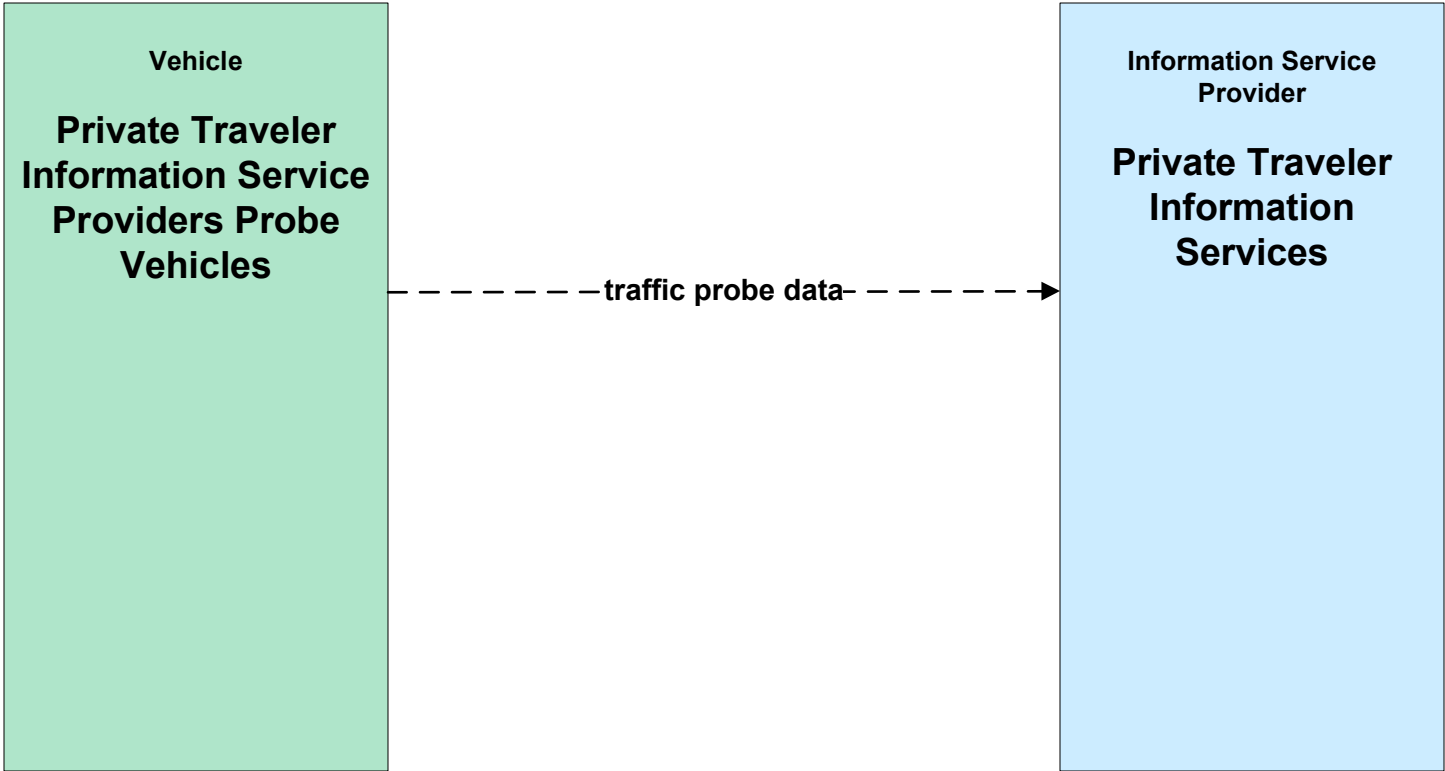 Vehicle
Private Traveler
Information Service
Providers Probe
Vehicles
traffic probe data
Information Service
Provider
Private Traveler
Information
Services